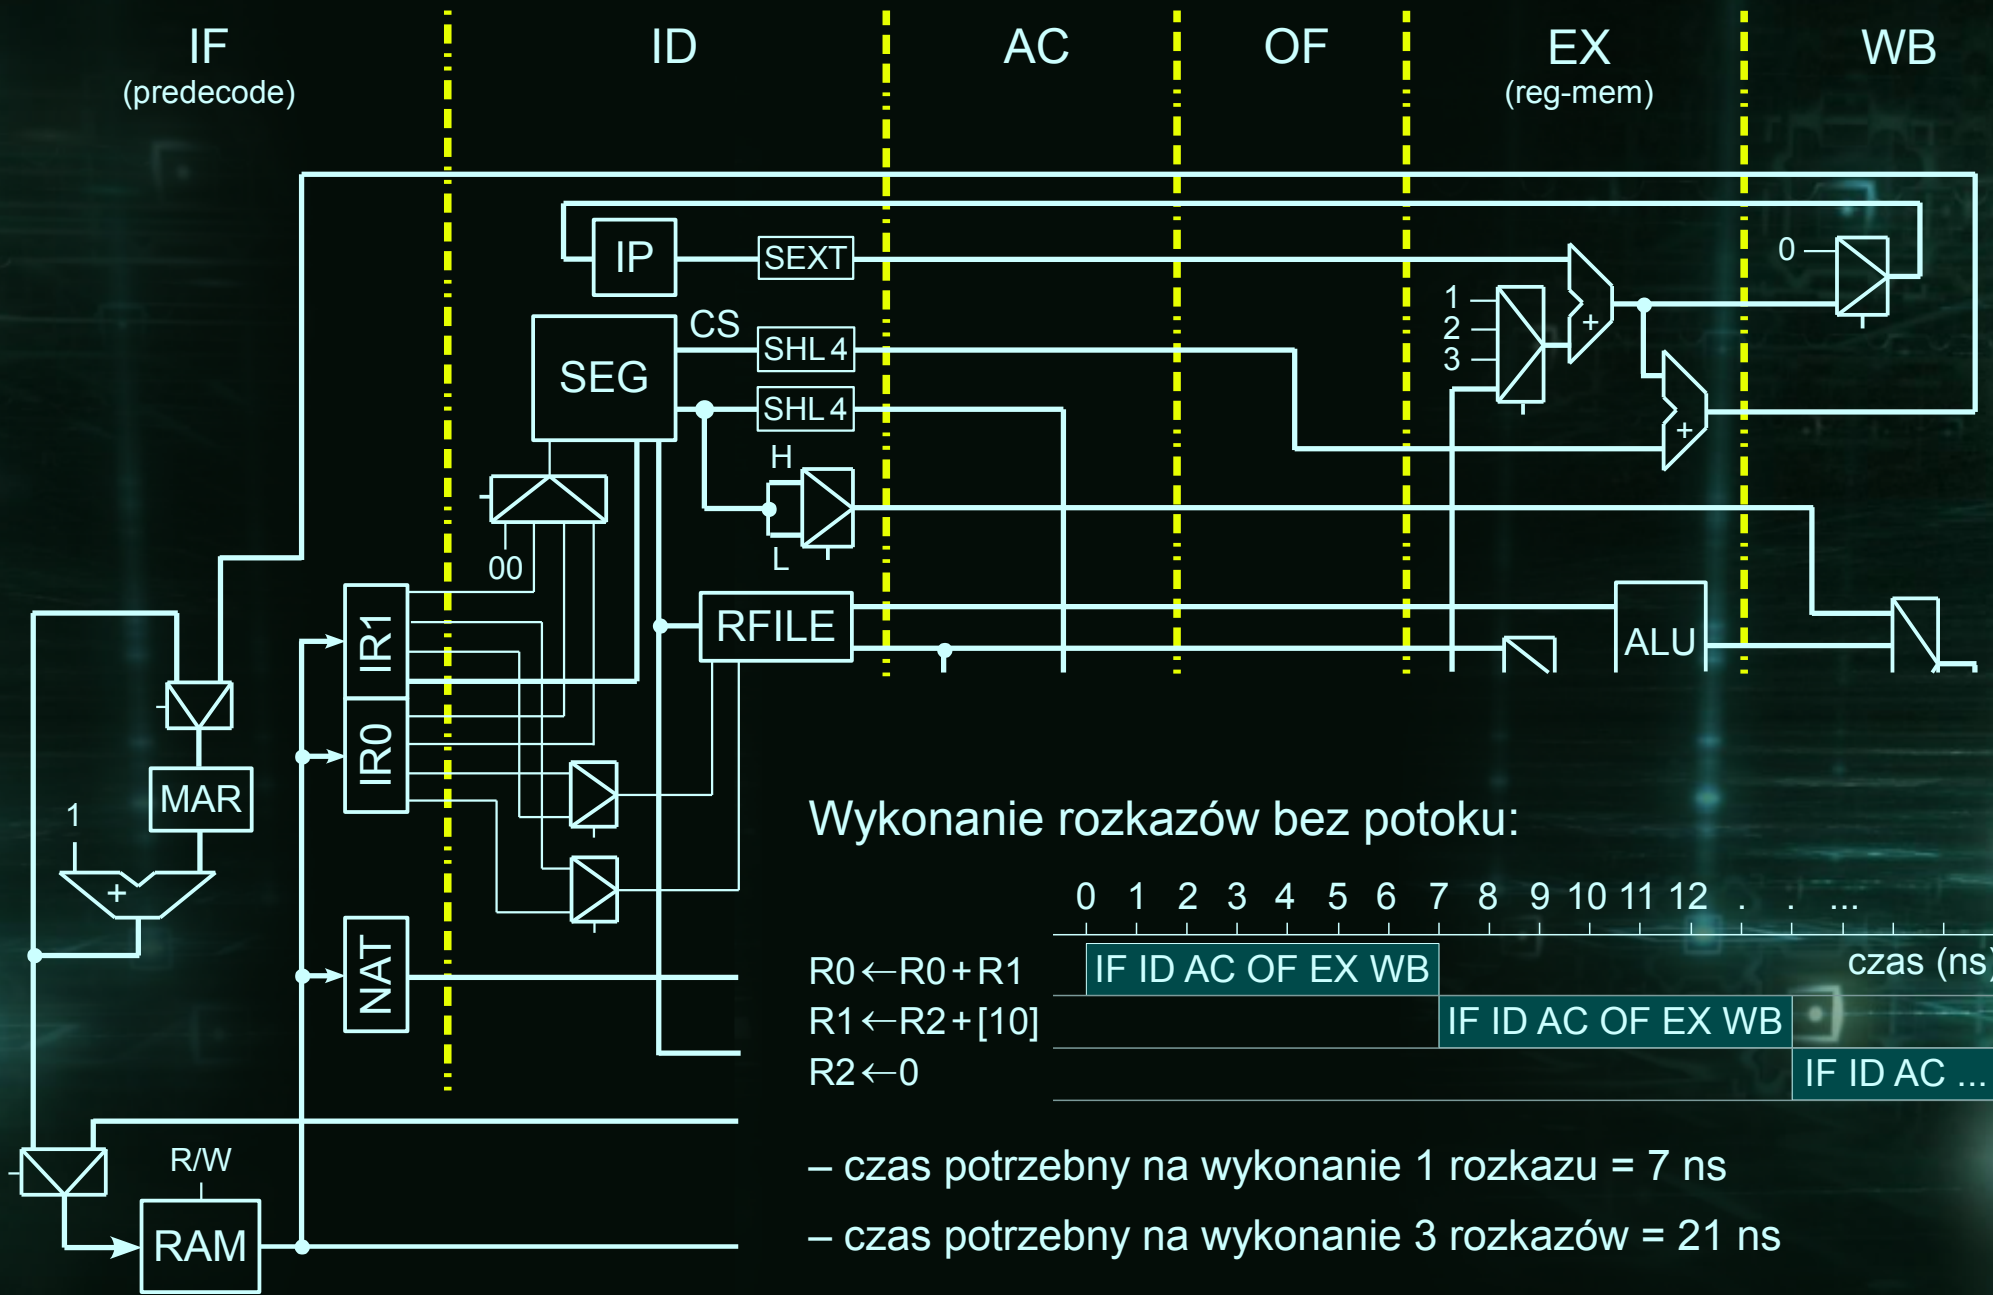 IF ID AC OF EX WB
(predecode) (reg-mem)
IP SEXT 0
CS 1
SEG SHL 4 2 +
SHL 4 3
H +
L
00
IR1 RFILE ALU
IR0
MAR
1
+
NAT
R/W
RAM
Wykonanie rozkazów bez potoku:
0 1 2 3 4 5 6 7 8 9 10 11 12 . . ...
R0←R0+R1 IF ID AC OF EX WB czas (ns)
R1←R2+[10] IF ID AC OF EX WB
R2←0 IF ID AC ...
– czas potrzebny na wykonanie 1 rozkazu = 7 ns
– czas potrzebny na wykonanie 3 rozkazów = 21 ns